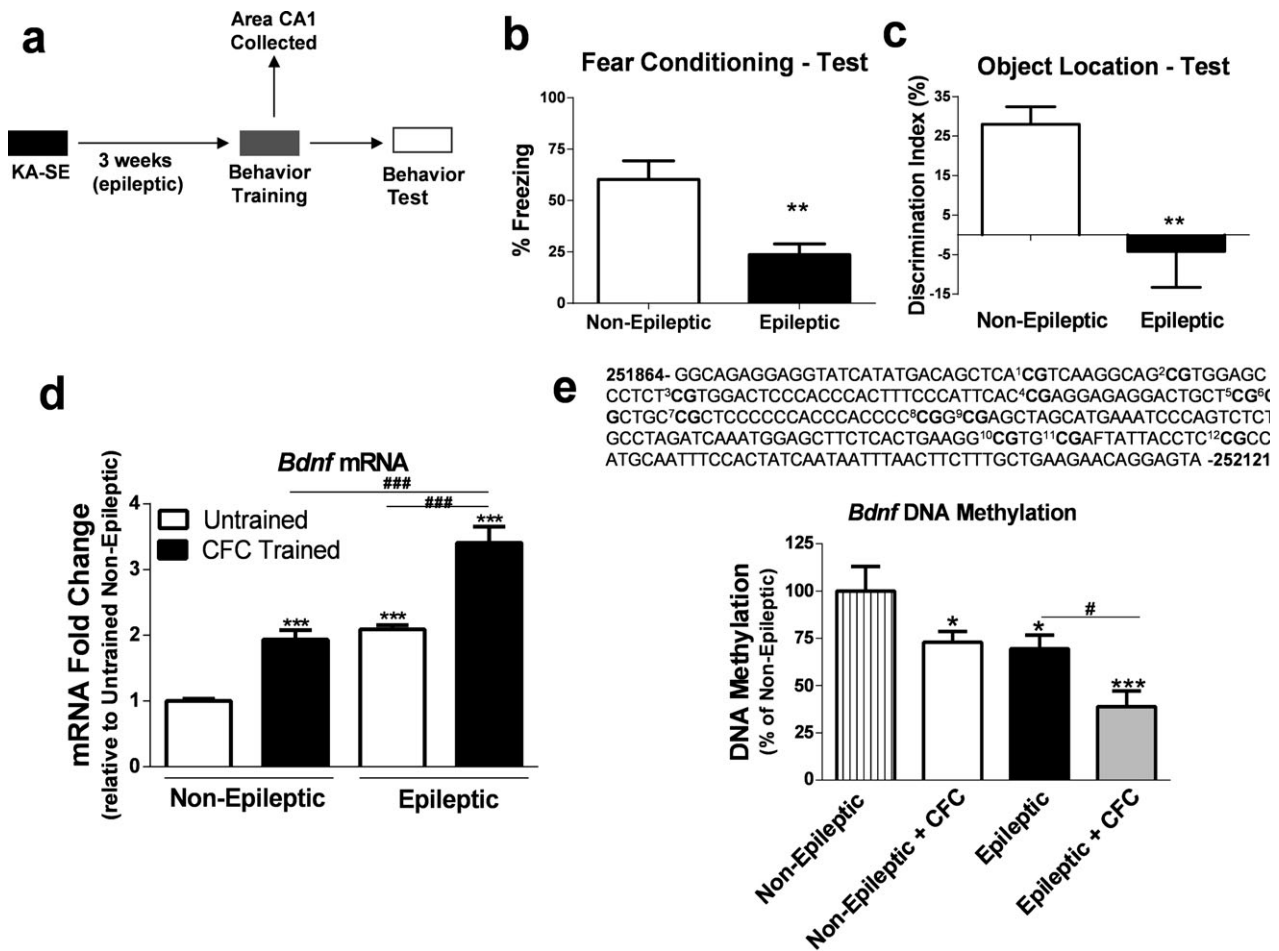 a
Area CA1
Collected
KA-SE
3 weeks
(epileptic)
Behavior
Training
Behavior
Test
b
Fear Conditioning - Test
% Freezing
100
75
50
25
0
**
Non-Epileptic
Epileptic
c
Object Location - Test
Discrimination Index (%)
35
25
15
5
-5
-15
**
Non-Epileptic
Epileptic
d
Bdnf mRNA
###
###
Untrained
CFC Trained
mRNA Fold Change
(relative to Untrained Non-Epileptic)
4
3
2
1
0
***
***
***
Non-Epileptic
Epileptic
e
251864- GGCAGAGGAGGTATCATATGACAGCTCA¹CGTCAAGGCAG²CGTGGAGC
CCTCT³CGTGGACTCCCACCCACTTTCCCATTCAC⁴CGAGGAGAGGACTGCT⁵CG⁶C
GCTGC⁷CGCTCCCCCCACCCACCCC⁸CGG⁹CGAGCTAGCATGAAATCCCAGTCTCT
GCCTAGATCAAATGGAGCTTCTCACTGAAGG¹⁰CGTG¹¹CGAFTATTACCTC¹²CGCC
ATGCAATTTCCACTATCAATAATTTAACTTCTTTGCTGAAGAACAGGAGTA -252121
Bdnf DNA Methylation
DNA Methylation
(% of Non-Epileptic)
125
100
75
50
25
0
*
*
#
***
Non-Epileptic
Non-Epileptic + CFC
Epileptic
Epileptic + CFC